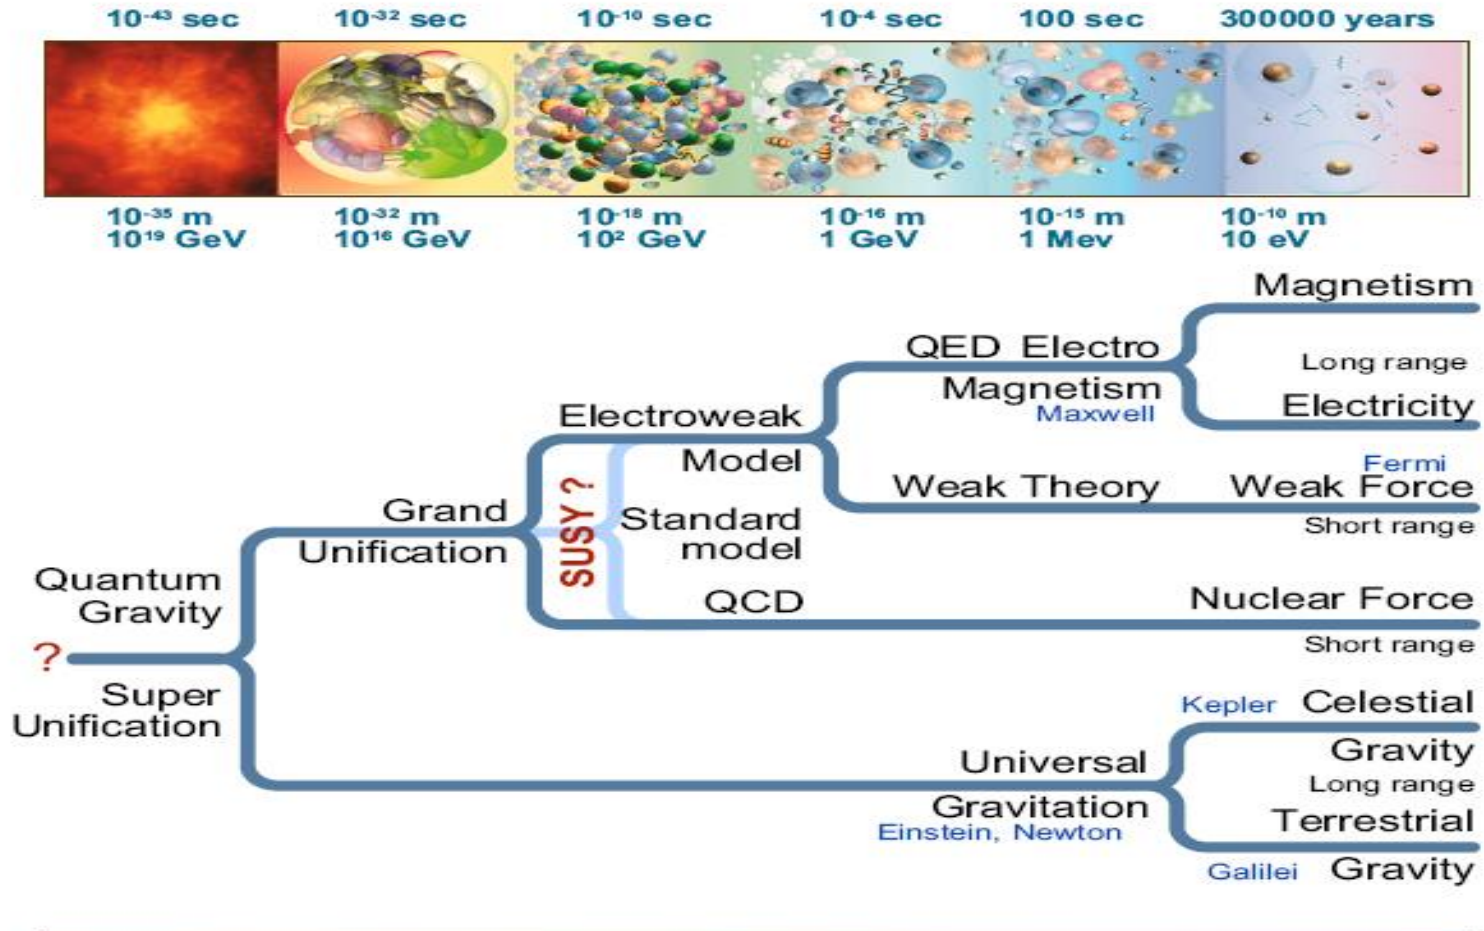 10⁻⁴³ sec 10⁻³² sec 10⁻¹⁰ sec 10⁻⁴ sec 100 sec 300000 years
10⁻³⁵ m 10⁻³² m 10⁻¹⁸ m 10⁻¹⁶ m 10⁻¹⁵ m 10⁻¹⁰ m
10¹⁹ GeV 10¹⁶ GeV 10² GeV 1 GeV 1 Mev 10 eV
Magnetism
QED Electro
Long range
Magnetism
Maxwell
Electricity
Electroweak
Model
Fermi
Weak Theory
Weak Force
Short range
Grand
Unification
SUSY ?
Standard
model
QCD
Nuclear Force
Short range
Quantum
Gravity
?
Super
Unification
Kepler Celestial
Gravity
Long range
Universal
Gravitation
Einstein, Newton
Terrestrial
Galilei Gravity